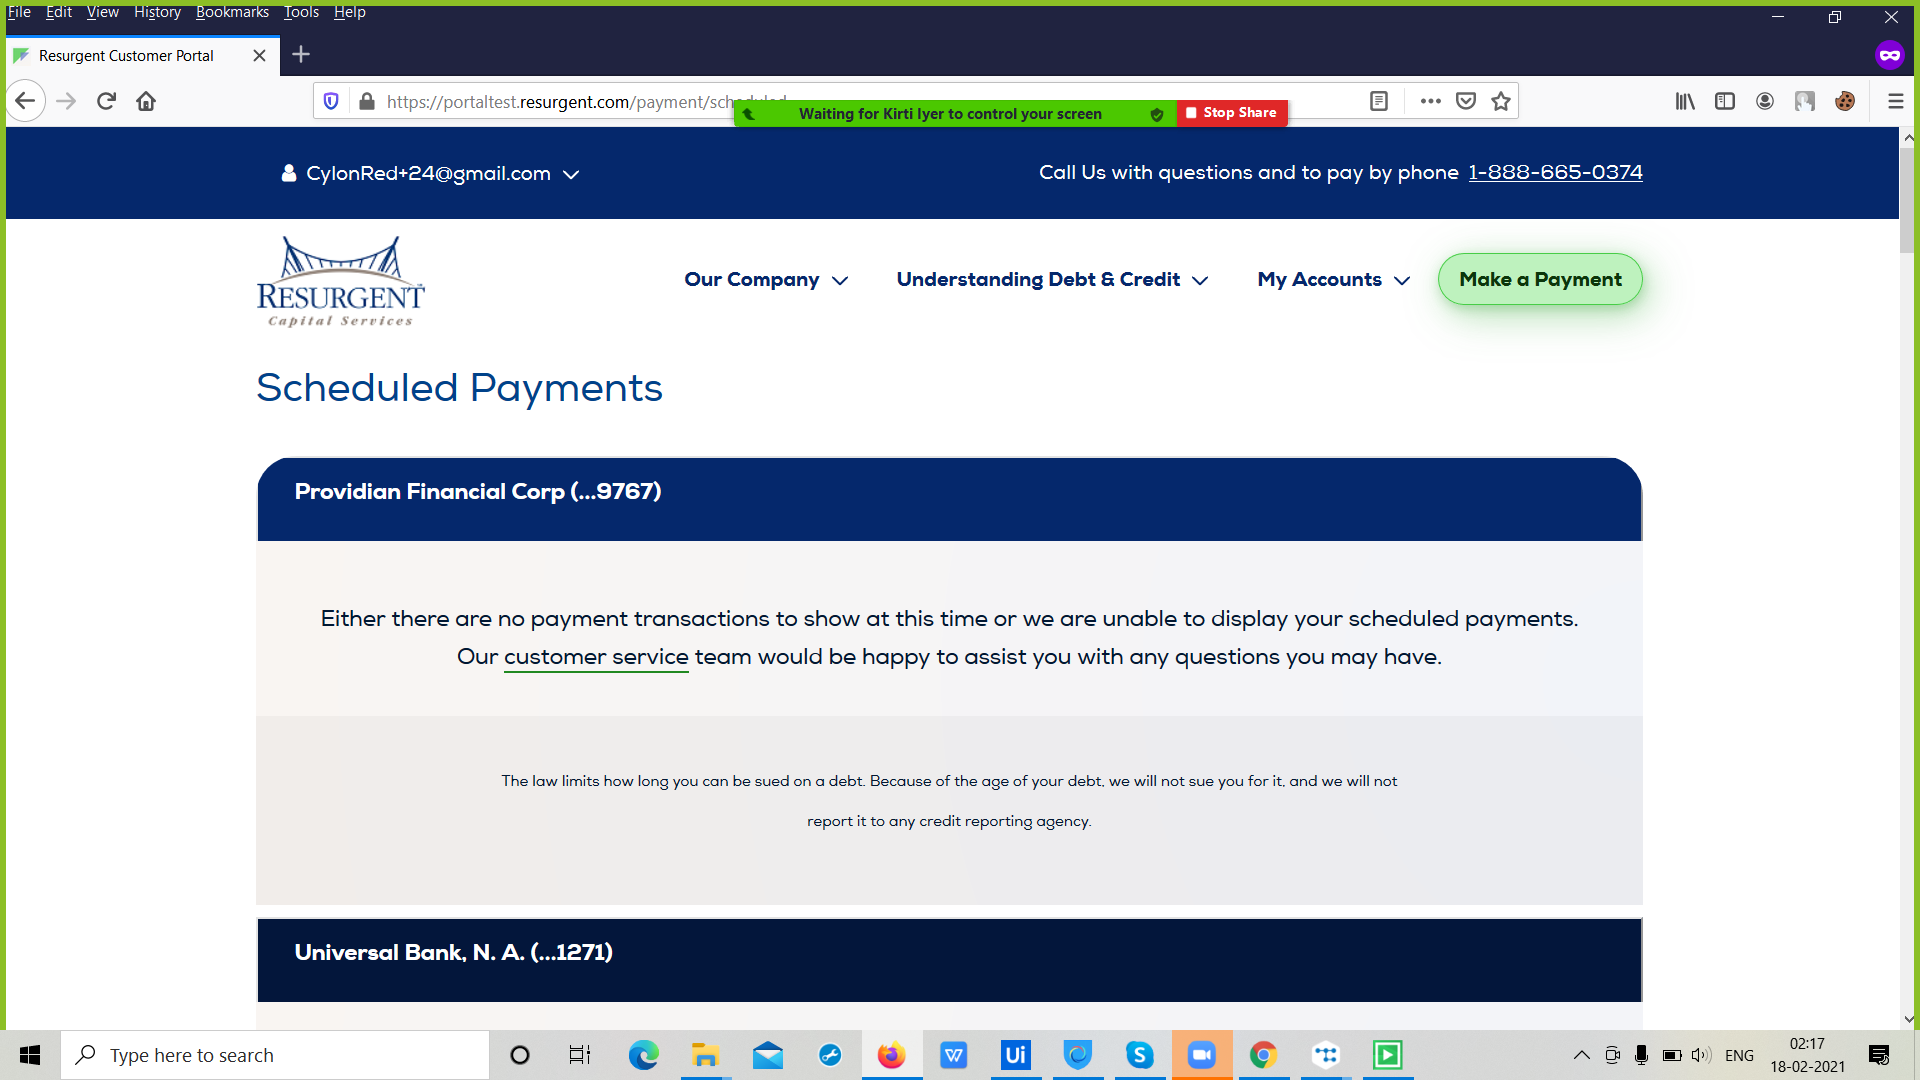 File Edit View History Bookmarks Tools Help
Resurgent Customer Portal
https://portaltest.resurgent.com/payment/scheduled
Waiting for Kirti Iyer to control your screen
Stop Share
CylonRed+24@gmail.com
Call Us with questions and to pay by phone 1-888-665-0374
RESURGENT
Capital Services
Our Company
Understanding Debt & Credit
My Accounts
Make a Payment
Scheduled Payments
Providian Financial Corp (...9767)
Either there are no payment transactions to show at this time or we are unable to display your scheduled payments.
Our customer service team would be happy to assist you with any questions you may have.
The law limits how long you can be sued on a debt. Because of the age of your debt, we will not sue you for it, and we will not
report it to any credit reporting agency.
Universal Bank, N. A. (...1271)
Type here to search
W
Ui
S
ENG
02:17
18-02-2021